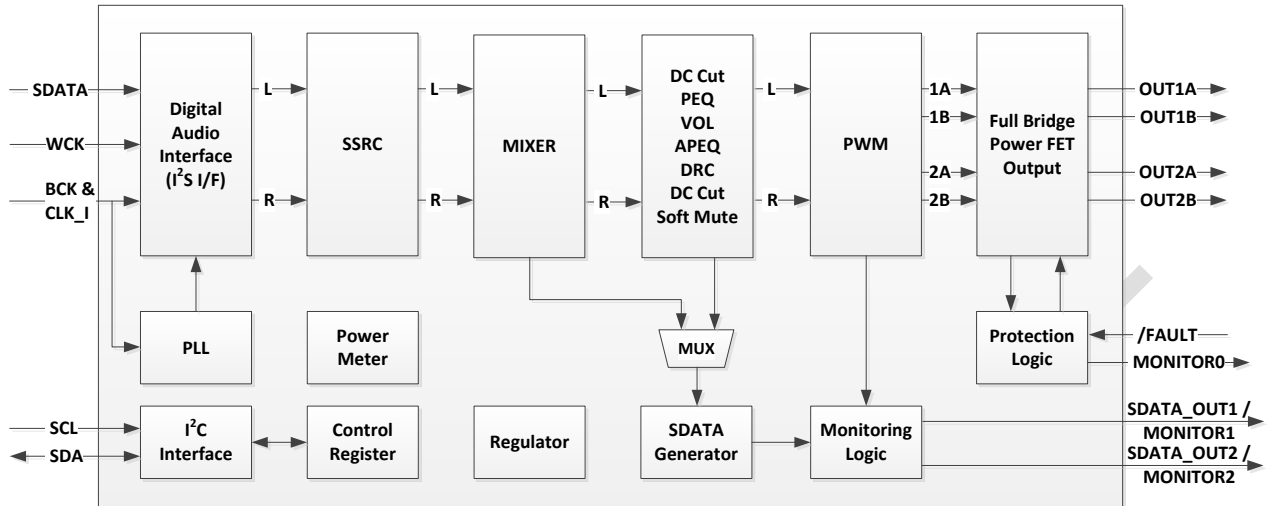 SDATA
WCK
BCK &
CLK_I
Digital
Audio
Interface
(I²S I/F)
L
R
SSRC
L
R
MIXER
L
R
DC Cut
PEQ
VOL
APEQ
DRC
DC Cut
Soft Mute
L
R
PWM
1A
1B
2A
2B
Full Bridge
Power FET
Output
OUT1A
OUT1B
OUT2A
OUT2B
PLL
Power
Meter
MUX
Protection
Logic
/FAULT
MONITOR0
SCL
SDA
I²C
Interface
Control
Register
Regulator
SDATA
Generator
Monitoring
Logic
SDATA_OUT1 /
MONITOR1
SDATA_OUT2 /
MONITOR2